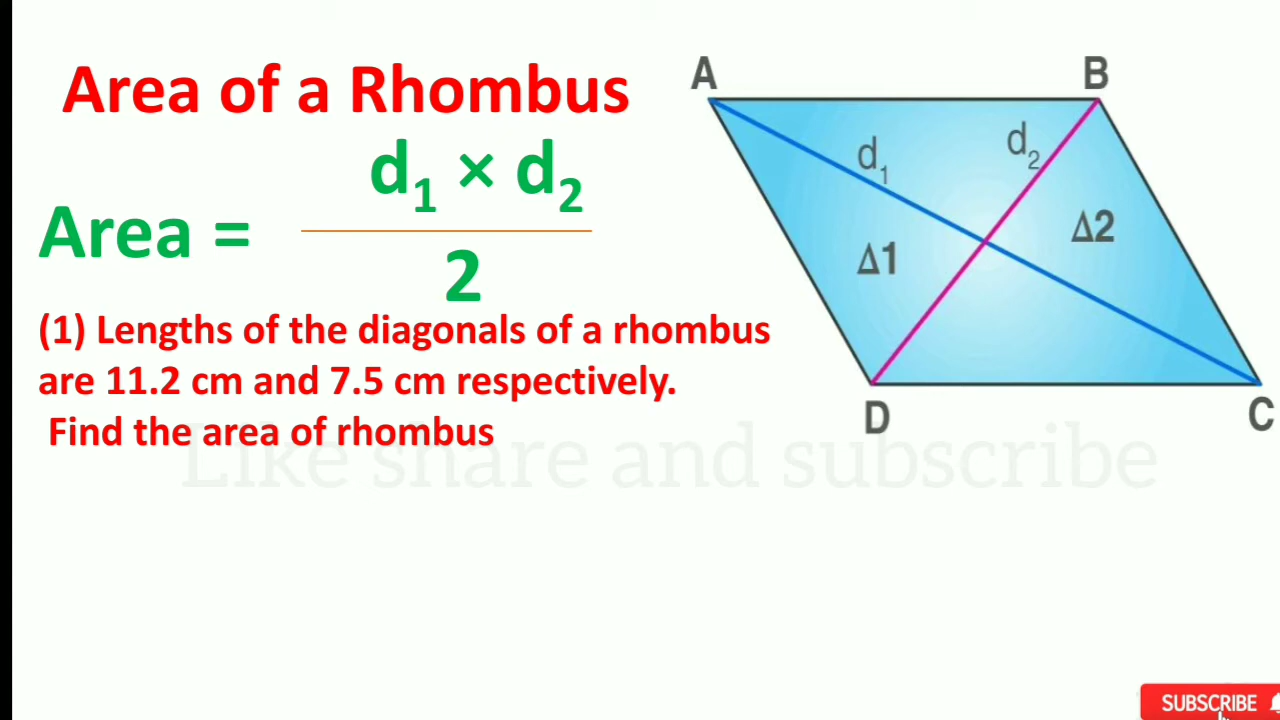 Area of a Rhombus
Area = d₁ × d₂
2
(1) Lengths of the diagonals of a rhombus
are 11.2 cm and 7.5 cm respectively.
Find the area of rhombus
A
B
d₁
d₂
Δ1
Δ2
D
C
Like share and subscribe
SUBSCRIBE